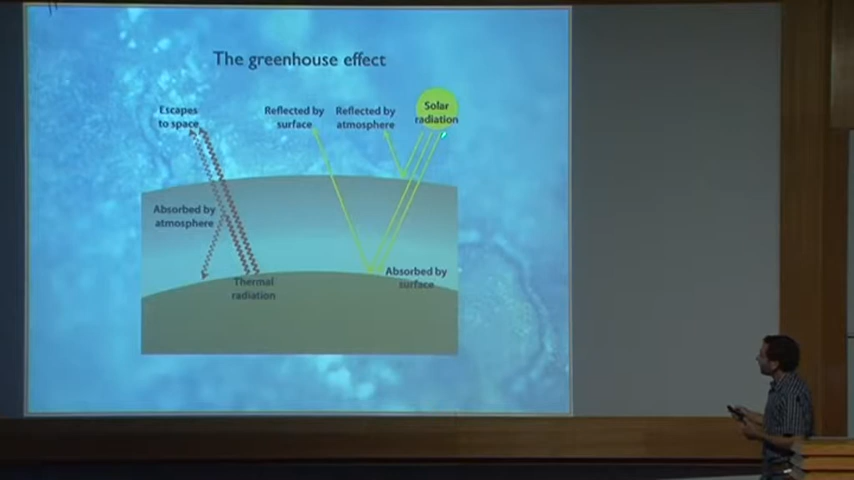 The greenhouse effect
Escapes
to space
Reflected by
surface
Reflected by
atmosphere
Solar
radiation
Absorbed by
atmosphere
Thermal
radiation
Absorbed by
surface